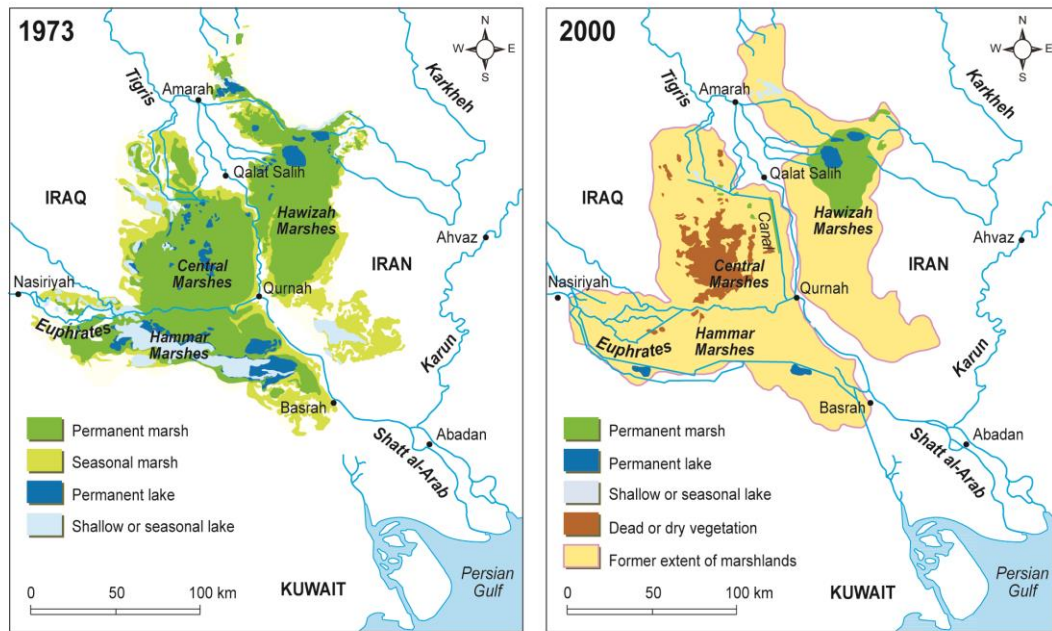 1973
N
W E
S
Tigris
Karkheh
Amarah
Qalat Salih
IRAQ
Hawizah
Marshes
Ahvaz
IRAN
Central
Marshes
Nasiriyah
Qurnah
Euphrates
Hammar
Marshes
Karun
Basrah
Abadan
Shatt al-Arab
Permanent marsh
Seasonal marsh
Permanent lake
Shallow or seasonal lake
0 50 100 km
KUWAIT
Persian
Gulf
2000
N
W E
S
Tigris
Karkheh
Amarah
Qalat Salih
IRAQ
Canal
Hawizah
Marshes
Ahvaz
IRAN
Central
Marshes
Nasiriyah
Qurnah
Euphrates
Hammar
Marshes
Karun
Basrah
Abadan
Shatt al-Arab
Permanent marsh
Permanent lake
Shallow or seasonal lake
Dead or dry vegetation
Former extent of marshlands
0 50 100 km
KUWAIT
Persian
Gulf